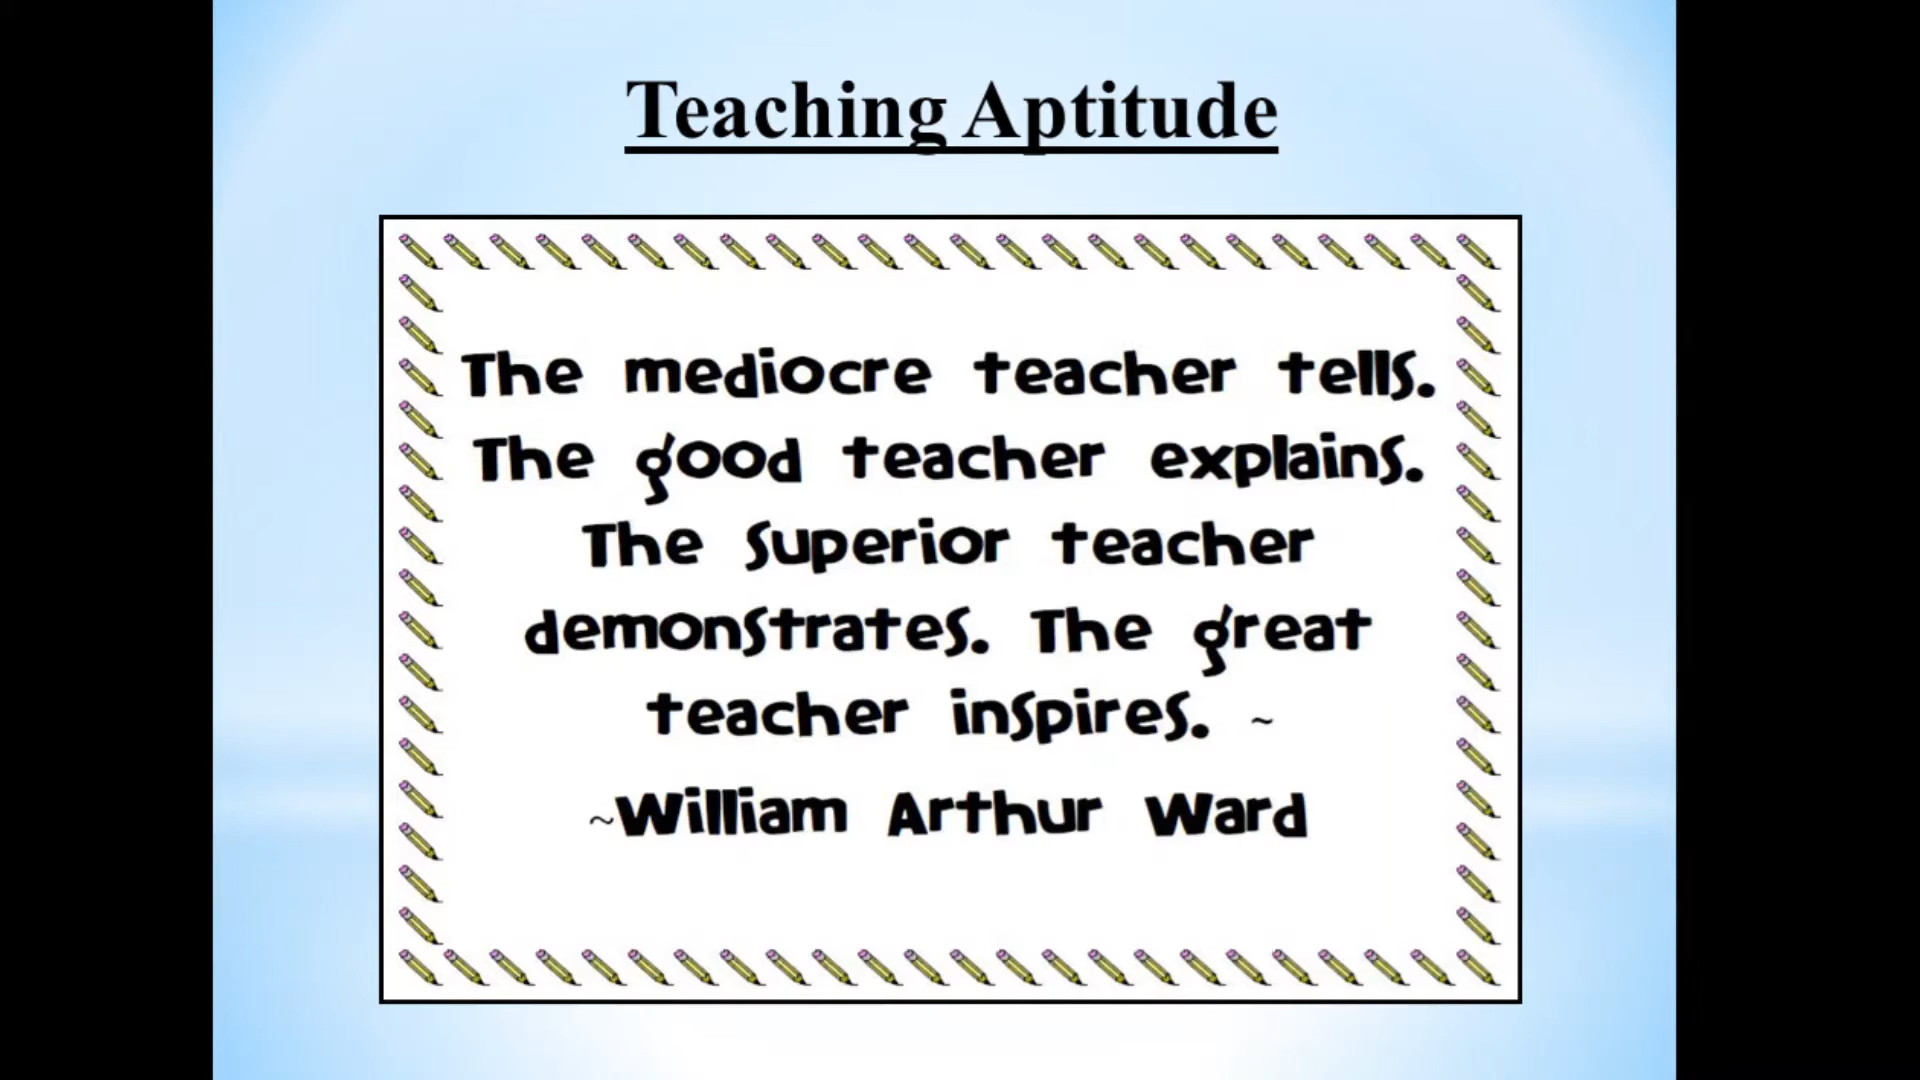 Teaching Aptitude
The mediocre teacher tells.
The good teacher explains.
The superior teacher
demonstrates. The great
teacher inspires. ~
~William Arthur Ward